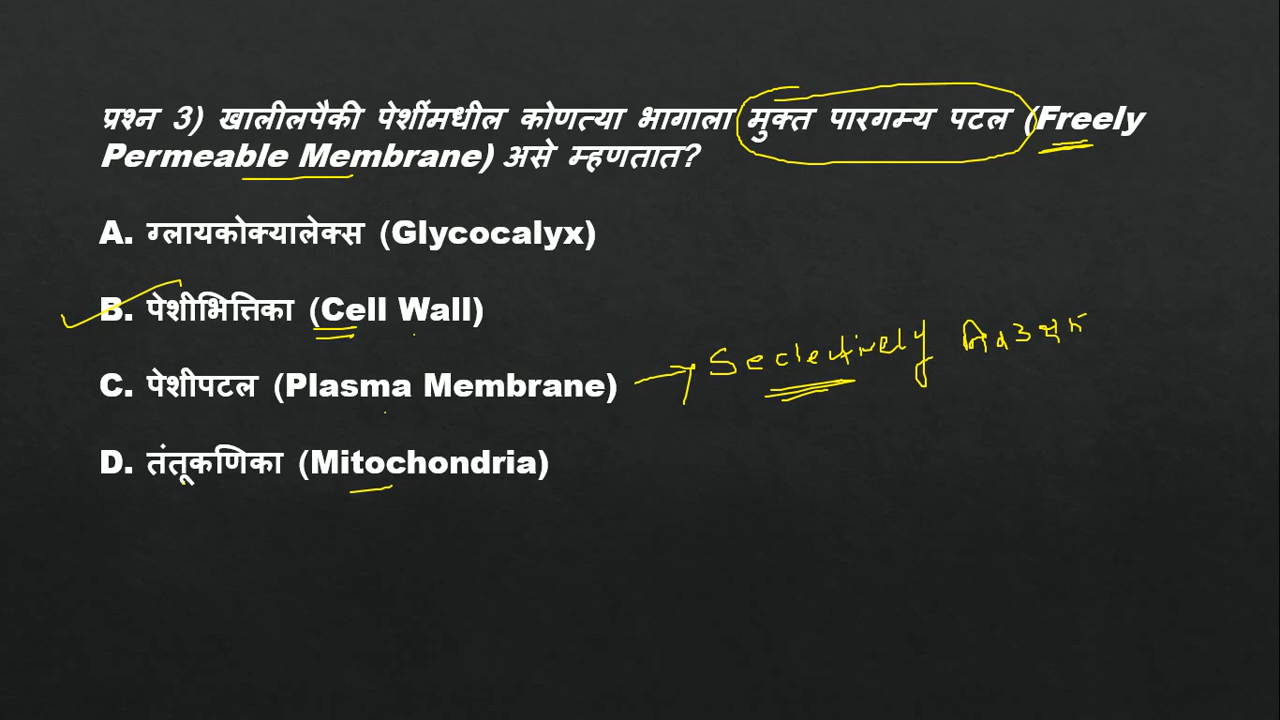 प्रश्न 3) खालीलपैकी पेशींमधील कोणत्या भागाला मुक्त पारगम्य पटल (Freely
Permeable Membrane) असे म्हणतात?
A. ग्लायकोक्यालेक्स (Glycocalyx)
B. पेशीभित्तिका (Cell Wall)
C. पेशीपटल (Plasma Membrane)
D. तंतूकणिका (Mitochondria)